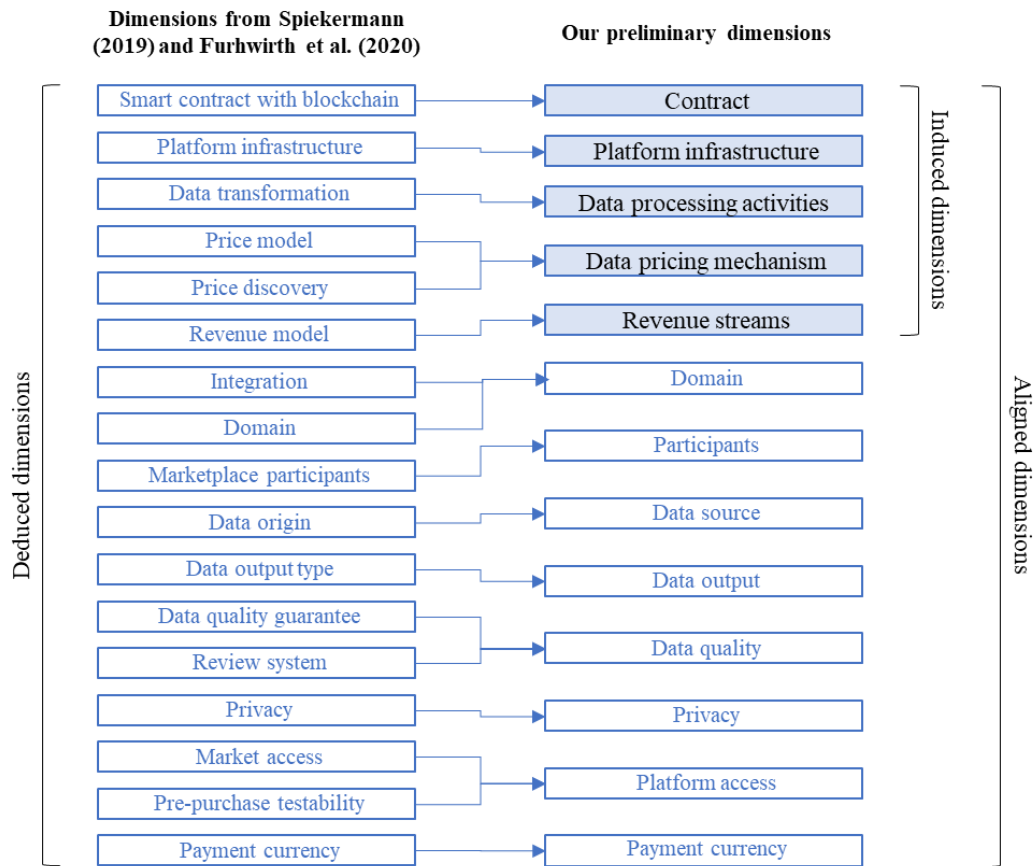 Dimensions from Spiekermann
(2019) and Furhwirth et al. (2020)
Our preliminary dimensions
Smart contract with blockchain
Contract
Platform infrastructure
Platform infrastructure
Data transformation
Data processing activities
Price model
Price discovery
Data pricing mechanism
Revenue model
Revenue streams
Integration
Domain
Domain
Marketplace participants
Participants
Data origin
Data source
Data output type
Data output
Data quality guarantee
Review system
Data quality
Privacy
Privacy
Market access
Pre-purchase testability
Platform access
Payment currency
Payment currency
Deduced dimensions
Induced dimensions
Aligned dimensions